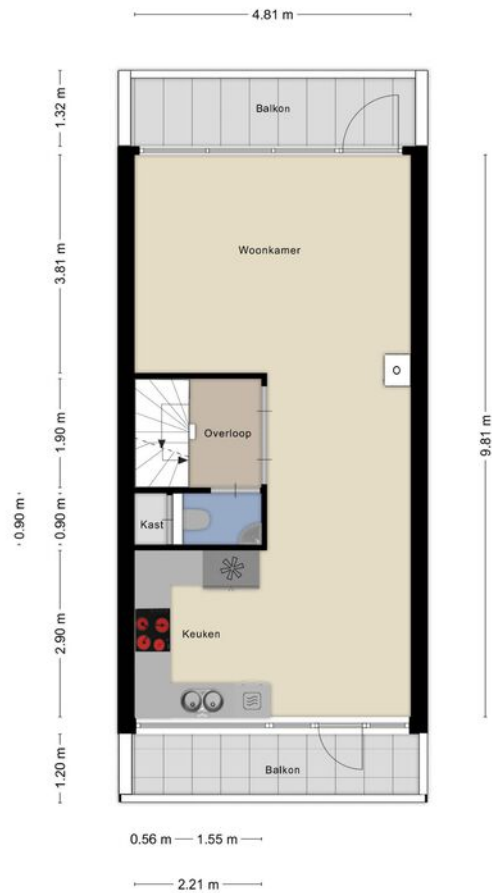 4.81 m
1.32 m
Balkon
3.81 m
Woonkamer
9.81 m
1.90 m
Overloop
0.90 m
0.90 m
Kast
2.90 m
Keuken
1.20 m
Balkon
0.56 m
1.55 m
2.21 m